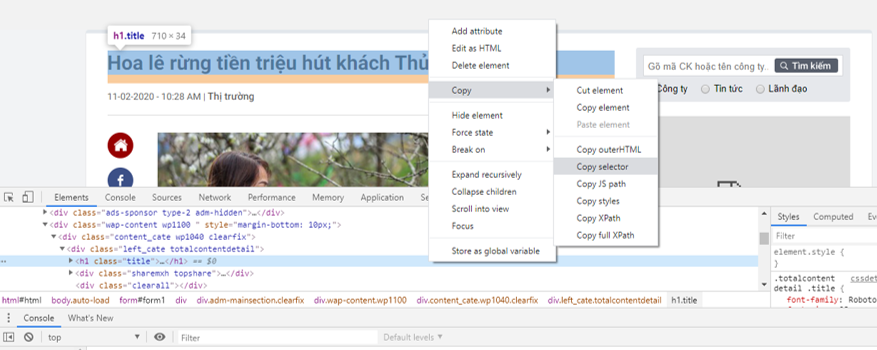 h1.title 710 × 34
Hoa lê rừng tiền triệu hút khách Thủ
11-02-2020 - 10:28 AM | Thị trường
Gõ mã CK hoặc tên công ty.. Tìm kiếm
Công ty Tin tức Lãnh đạo
Add attribute
Edit as HTML
Delete element
Copy
Hide element
Force state
Break on
Expand recursively
Collapse children
Scroll into view
Focus
Store as global variable
Cut element
Copy element
Paste element
Copy outerHTML
Copy selector
Copy JS path
Copy styles
Copy XPath
Copy full XPath
Elements Console Sources Network Performance Memory Application Se
<div class="ads-sponsor type-2 adm-hidden">…</div>
<div class="wap-content wp1100 " style="margin-bottom: 10px;">
<div class="content_cate wp1040 clearfix">
<div class="left_cate totalcontentdetail">
<h1 class="title">…</h1> == $0
<div class="sharemxh topshare">…</div>
<div class="clearall"></div>
html#html body.auto-load form#form1 div div.adm-mainsection.clearfix div.wap-content.wp1100 div.content_cate.wp1040.clearfix div.left_cate.totalcontentdetail h1.title
Styles Computed Eve
Filter
element.style {
}
.totalcontent cssdet
detail .title {
font-family: Roboto
Console What's New
top Filter Default levels